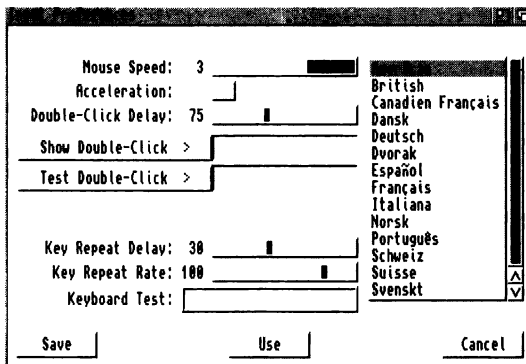 Mouse Speed: 3
Acceleration:
Double-Click Delay: 75
Show Double-Click >
Test Double-Click >
Key Repeat Delay: 30
Key Repeat Rate: 100
Keyboard Test:
British
Canadien Français
Dansk
Deutsch
Dvorak
Español
Français
Italiana
Norsk
Português
Schweiz
Suisse
Svenskt
Save
Use
Cancel